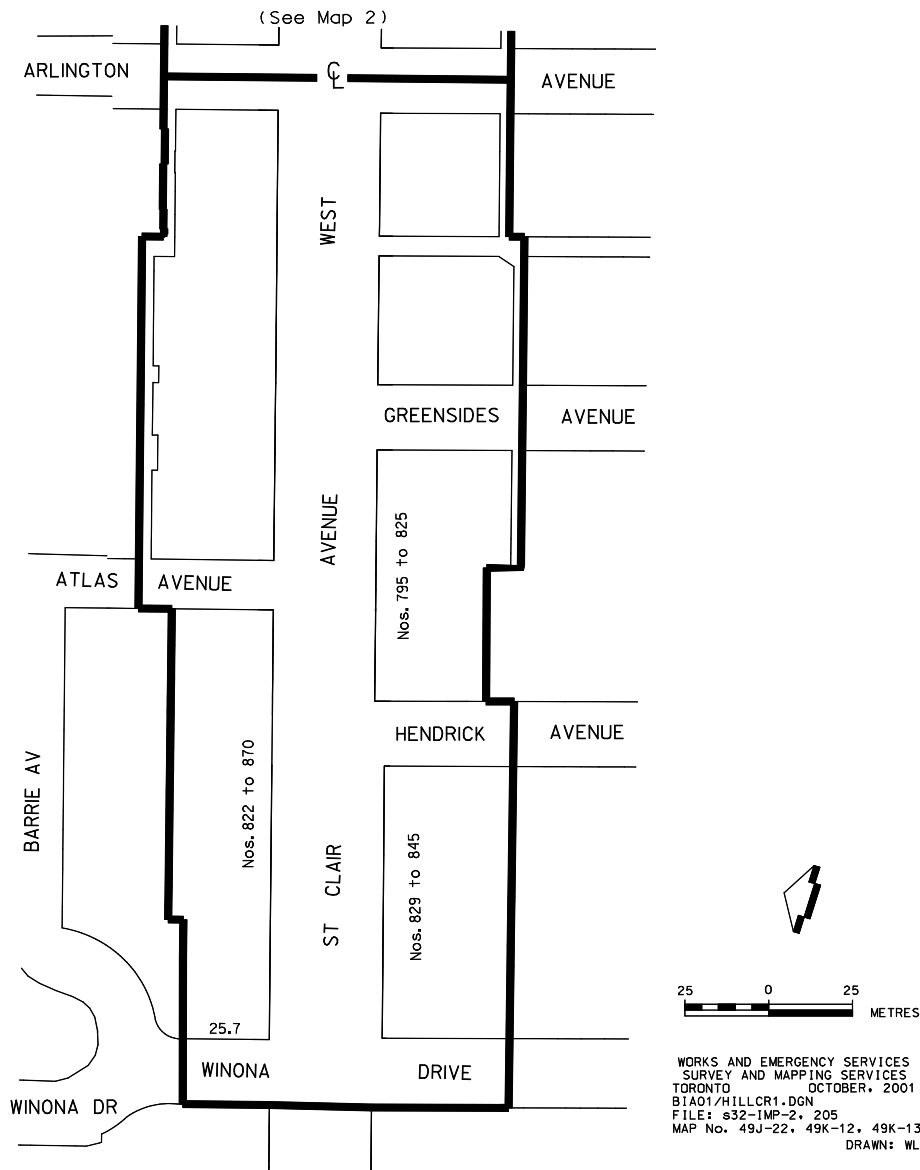 (See Map 2)
ARLINGTON
C L
AVENUE
WEST
GREENSIDES
AVENUE
AVENUE
Nos. 795 to 825
ATLAS
AVENUE
HENDRICK
AVENUE
BARRIE AV
Nos. 822 to 870
ST CLAIR
Nos. 829 to 845
25.7
WINONA
DRIVE
WINONA DR
25 0 25
METRES
WORKS AND EMERGENCY SERVICES
SURVEY AND MAPPING SERVICES
TORONTO OCTOBER, 2001
BIA01/HILLCR1.DGN
FILE: s32-IMP-2, 205
MAP No. 49J-22, 49K-12, 49K-13
DRAWN: WL